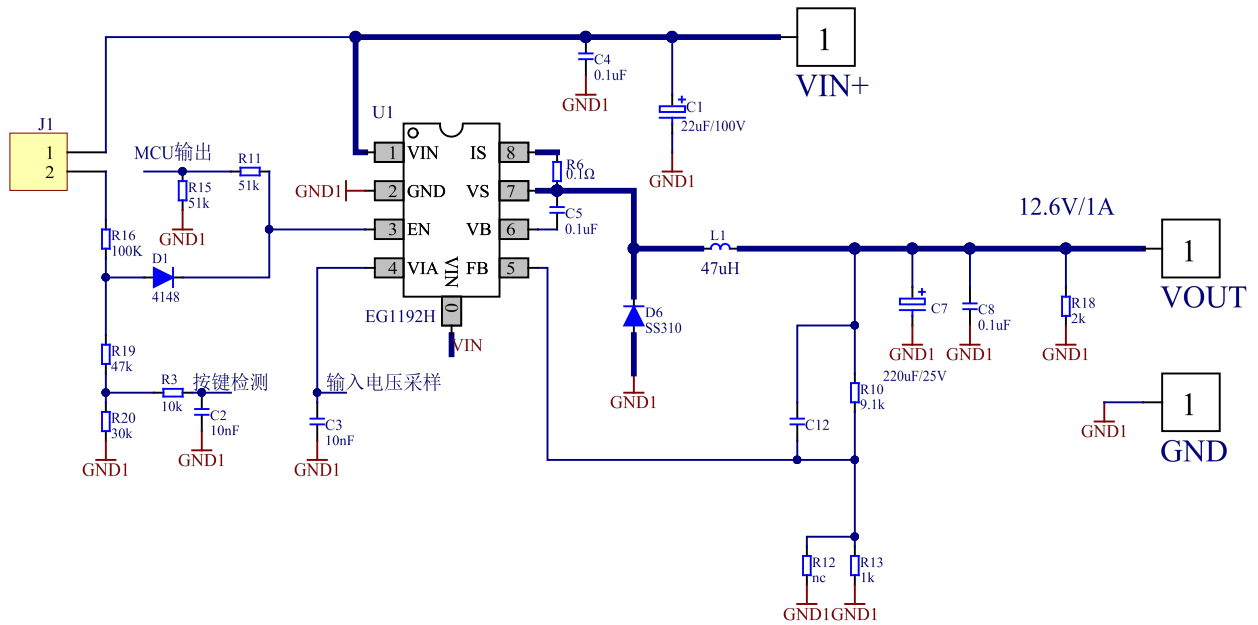 1
VIN+
C4
0.1uF
GND1
C1
22uF/100V
GND1
U1
J1
1
2
MCU输出
R11
51k
R15
51k
GND1
1 VIN IS 8
2 GND VS 7
3 EN VB 6
4 VIA VIN FB 5
0
EG1192H
VIN
GND1
R6
0.1Ω
C5
0.1uF
12.6V/1A
R16
100K
D1
4148
L1
47uH
1
VOUT
D6
SS310
GND1
C7
GND1
220uF/25V
C8
0.1uF
GND1
R18
2k
GND1
R19
47k
R3
10k
按键检测
C2
10nF
GND1
R20
30k
GND1
输入电压采样
C3
10nF
GND1
R10
9.1k
C12
1
GND
GND1
R12
nc
GND1
R13
1k
GND1